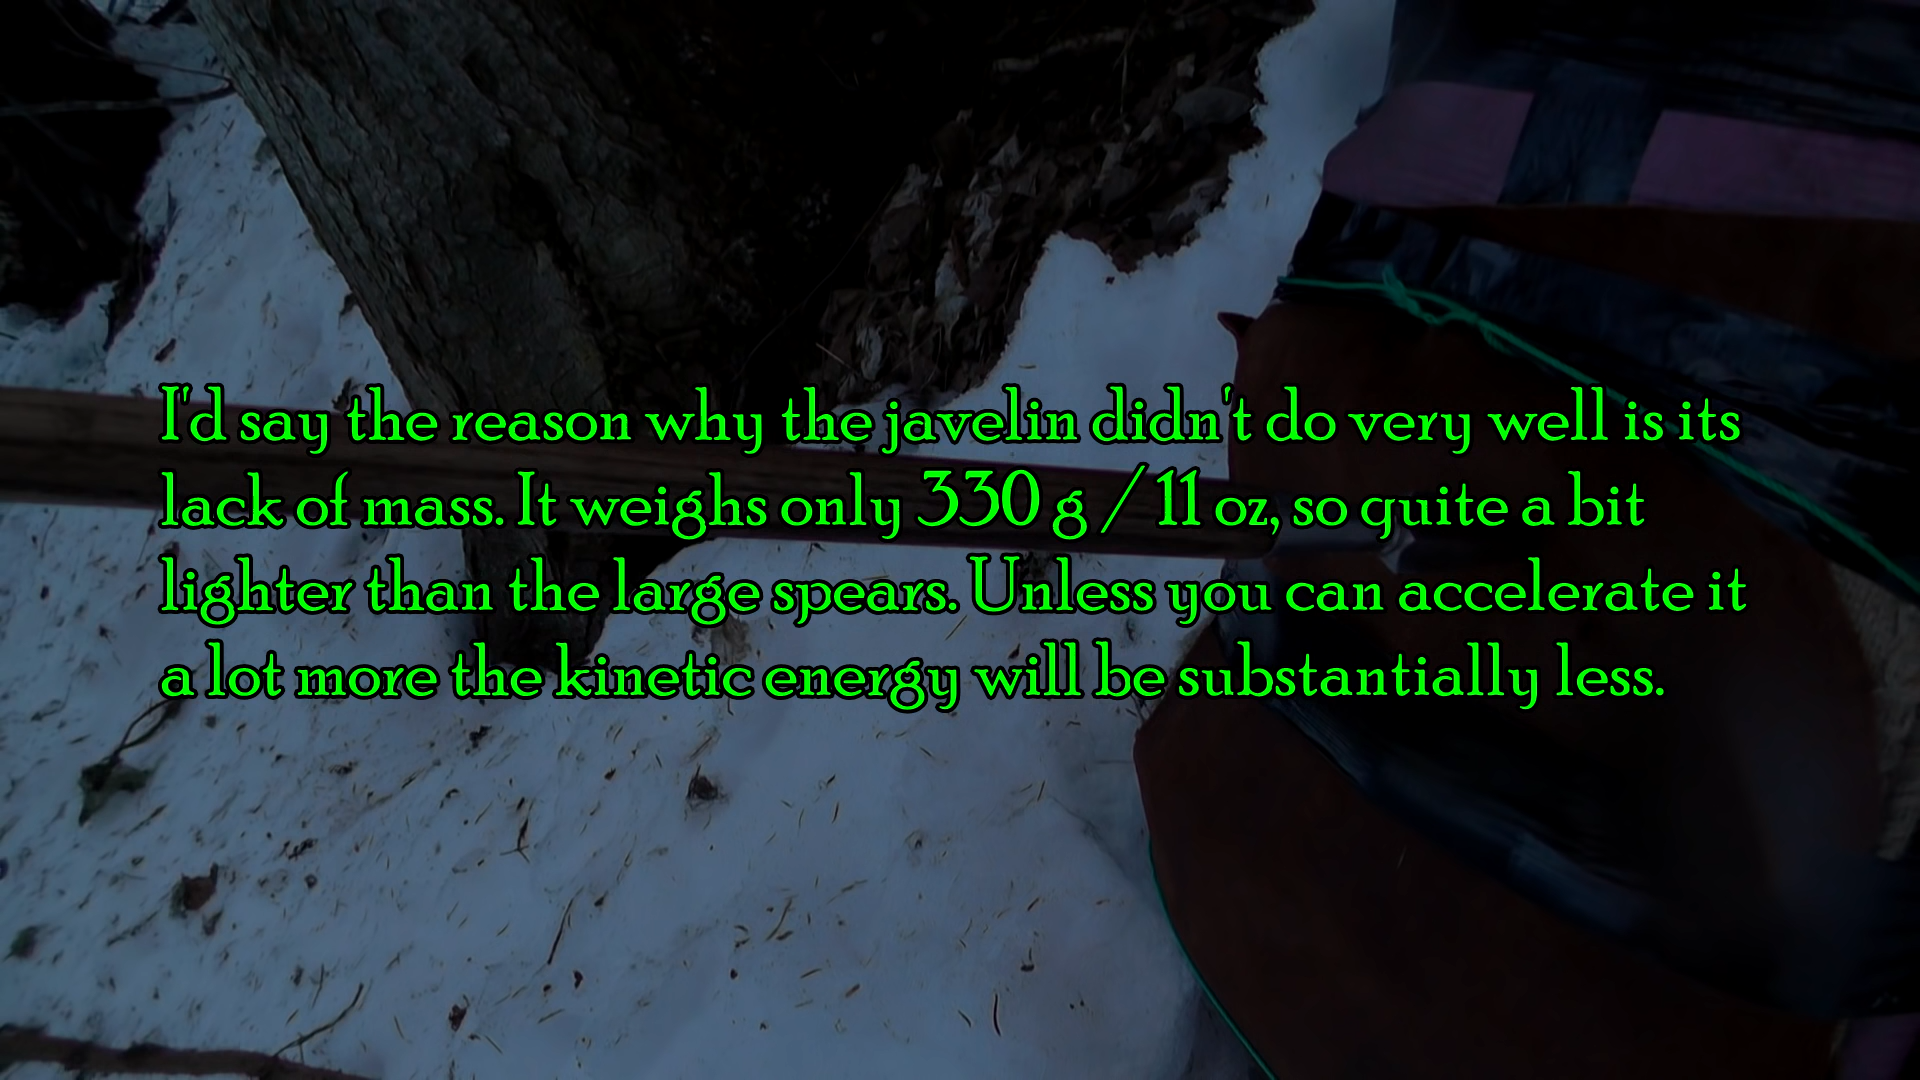 I'd say the reason why the javelin didn't do very well is its
lack of mass. It weighs only 330 g / 11 oz, so quite a bit
lighter than the large spears. Unless you can accelerate it
a lot more the kinetic energy will be substantially less.